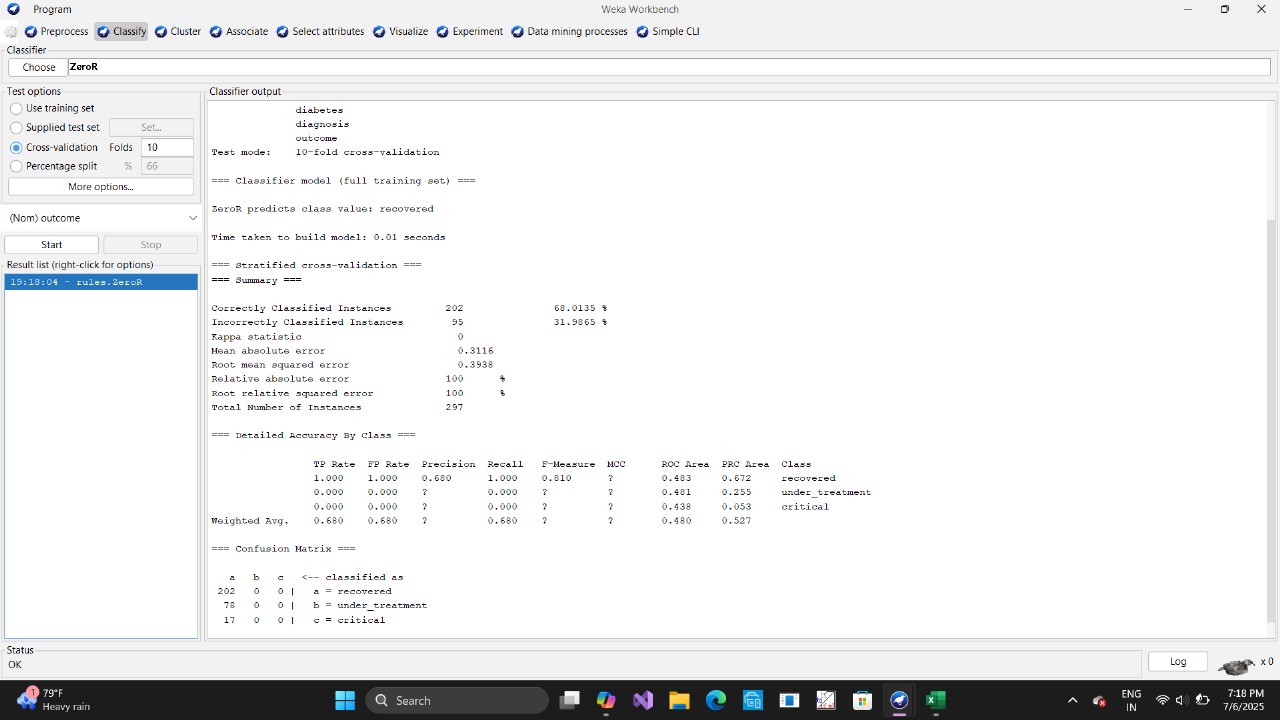 Program
Weka Workbench
Preprocess Classify Cluster Associate Select attributes Visualize Experiment Data mining processes Simple CLI
Classifier
Choose ZeroR
Test options
Use training set
Supplied test set Set...
Cross-validation Folds 10
Percentage split % 66
More options...
(Nom) outcome
Start Stop
Result list (right-click for options)
19:18:04 - rules.ZeroR
Classifier output
diabetes
diagnosis
outcome
Test mode: 10-fold cross-validation
=== Classifier model (full training set) ===
ZeroR predicts class value: recovered
Time taken to build model: 0.01 seconds
=== Stratified cross-validation ===
=== Summary ===
Correctly Classified Instances 202 68.0135 %
Incorrectly Classified Instances 95 31.9865 %
Kappa statistic 0
Mean absolute error 0.3116
Root mean squared error 0.3938
Relative absolute error 100 %
Root relative squared error 100 %
Total Number of Instances 297
=== Detailed Accuracy By Class ===
TP Rate FP Rate Precision Recall F-Measure MCC ROC Area PRC Area Class
1.000 1.000 0.680 1.000 0.810 ? 0.483 0.672 recovered
0.000 0.000 ? 0.000 ? ? 0.481 0.255 under_treatment
0.000 0.000 ? 0.000 ? ? 0.438 0.053 critical
Weighted Avg. 0.680 0.680 ? 0.680 ? ? 0.480 0.527
=== Confusion Matrix ===
a b c <-- classified as
202 0 0 | a = recovered
78 0 0 | b = under_treatment
17 0 0 | c = critical
Status
OK
Log
x 0
1
79°F
Heavy rain
Search
ENG
IN
7:18 PM
7/6/2025